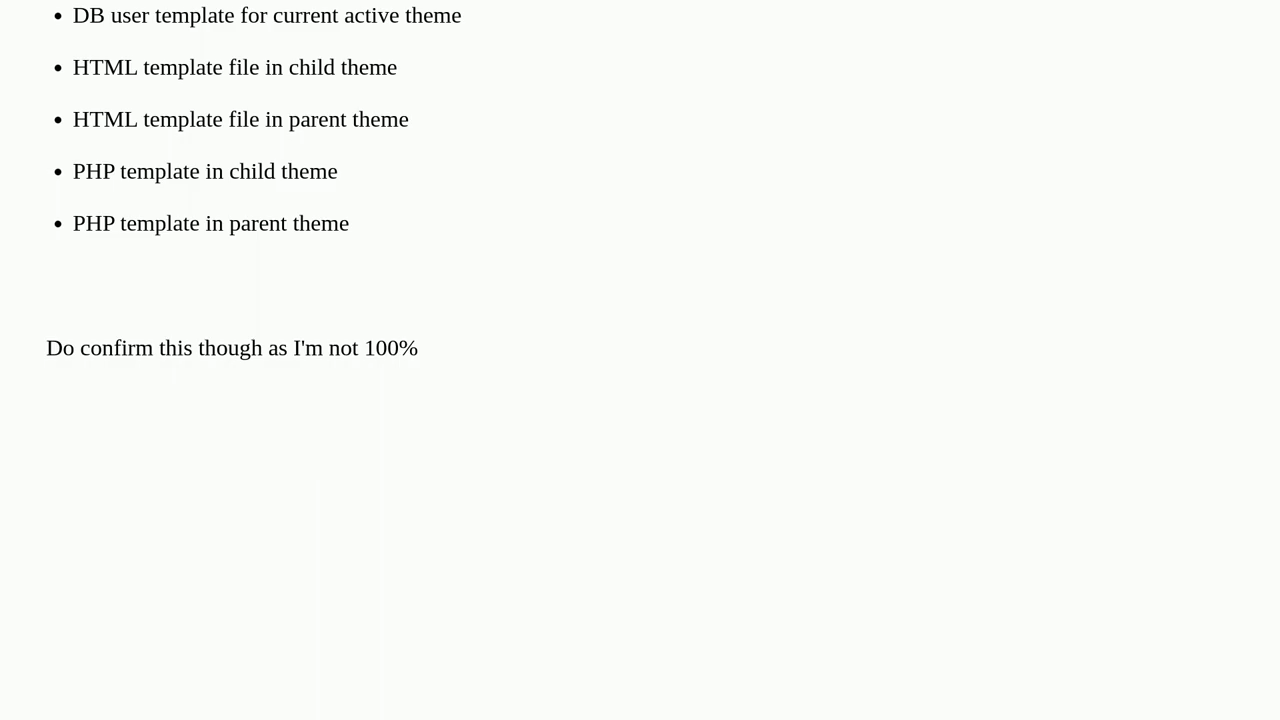 • DB user template for current active theme
• HTML template file in child theme
• HTML template file in parent theme
• PHP template in child theme
• PHP template in parent theme
Do confirm this though as I'm not 100%